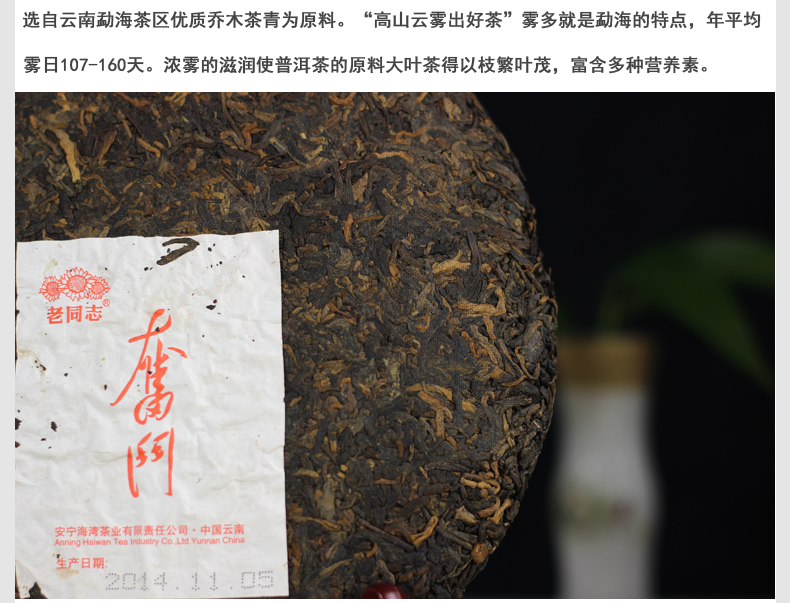 选自云南勐海茶区优质乔木茶青为原料。“高山云雾出好茶”雾多就是勐海的特点，年平均
雾日107-160天。浓雾的滋润使普洱茶的原料大叶茶得以枝繁叶茂，富含多种营养素。
老同志®
奮鬥
安宁海湾茶业有限责任公司·中国云南
Anning Haiwan Tea Industry Co.,Ltd Yunnan China
生产日期:
2014.11.05